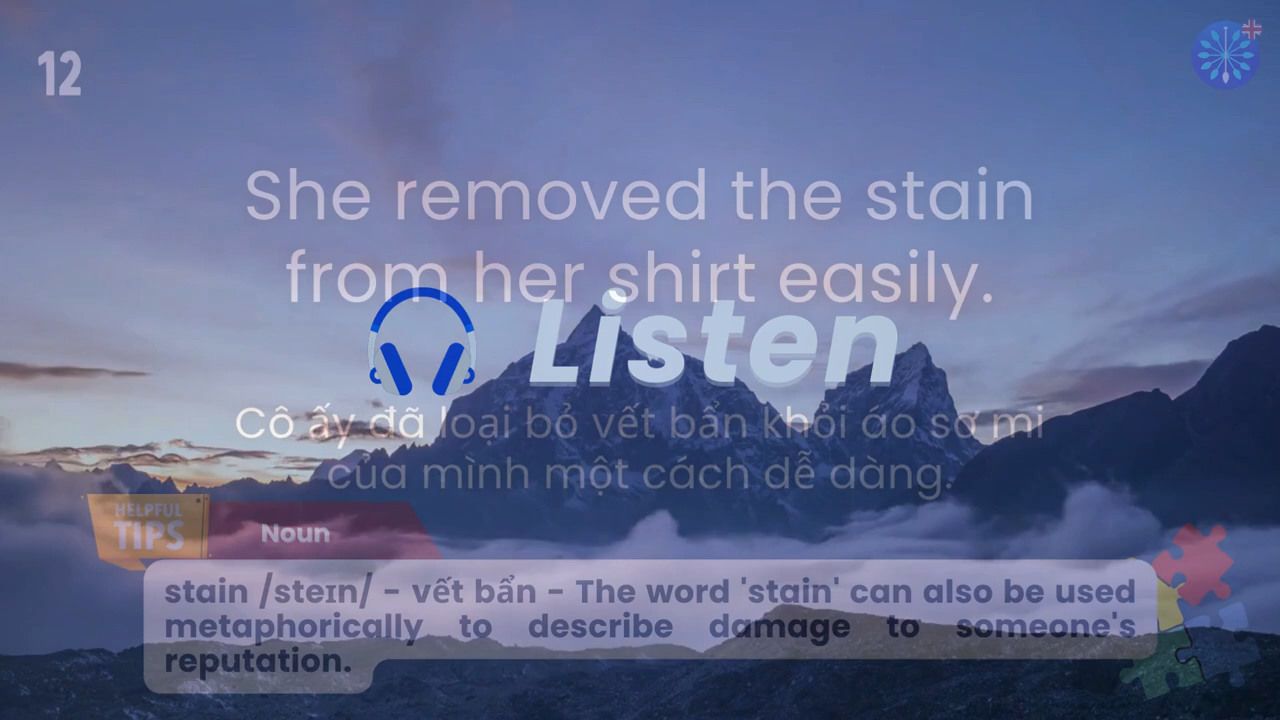 12
She removed the stain
from her shirt easily.
Listen
Cô ấy đã loại bỏ vết bẩn khỏi áo sơ mi
của mình một cách dễ dàng.
HELPFUL
TIPS
Noun
stain /steɪn/ - vết bẩn - The word 'stain' can also be used
metaphorically to describe damage to someone's
reputation.